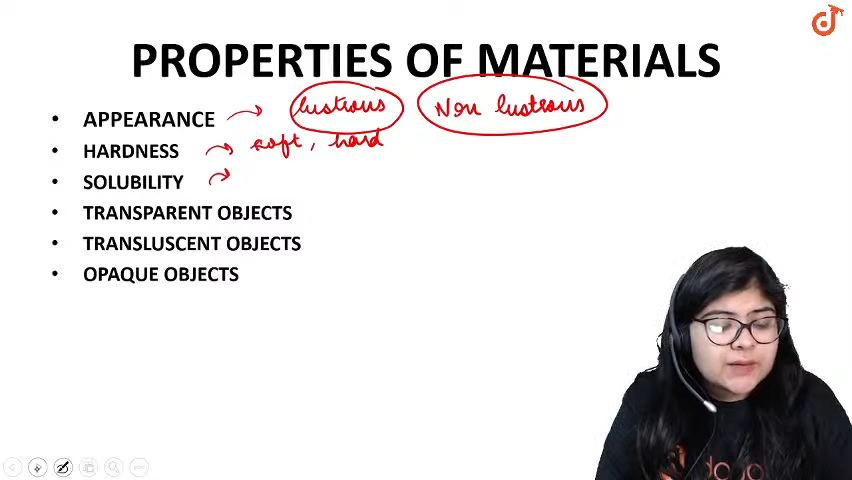 PROPERTIES OF MATERIALS
• APPEARANCE → lustrous Non lustrous
• HARDNESS → soft, hard
• SOLUBILITY →
• TRANSPARENT OBJECTS
• TRANSLUSCENT OBJECTS
• OPAQUE OBJECTS